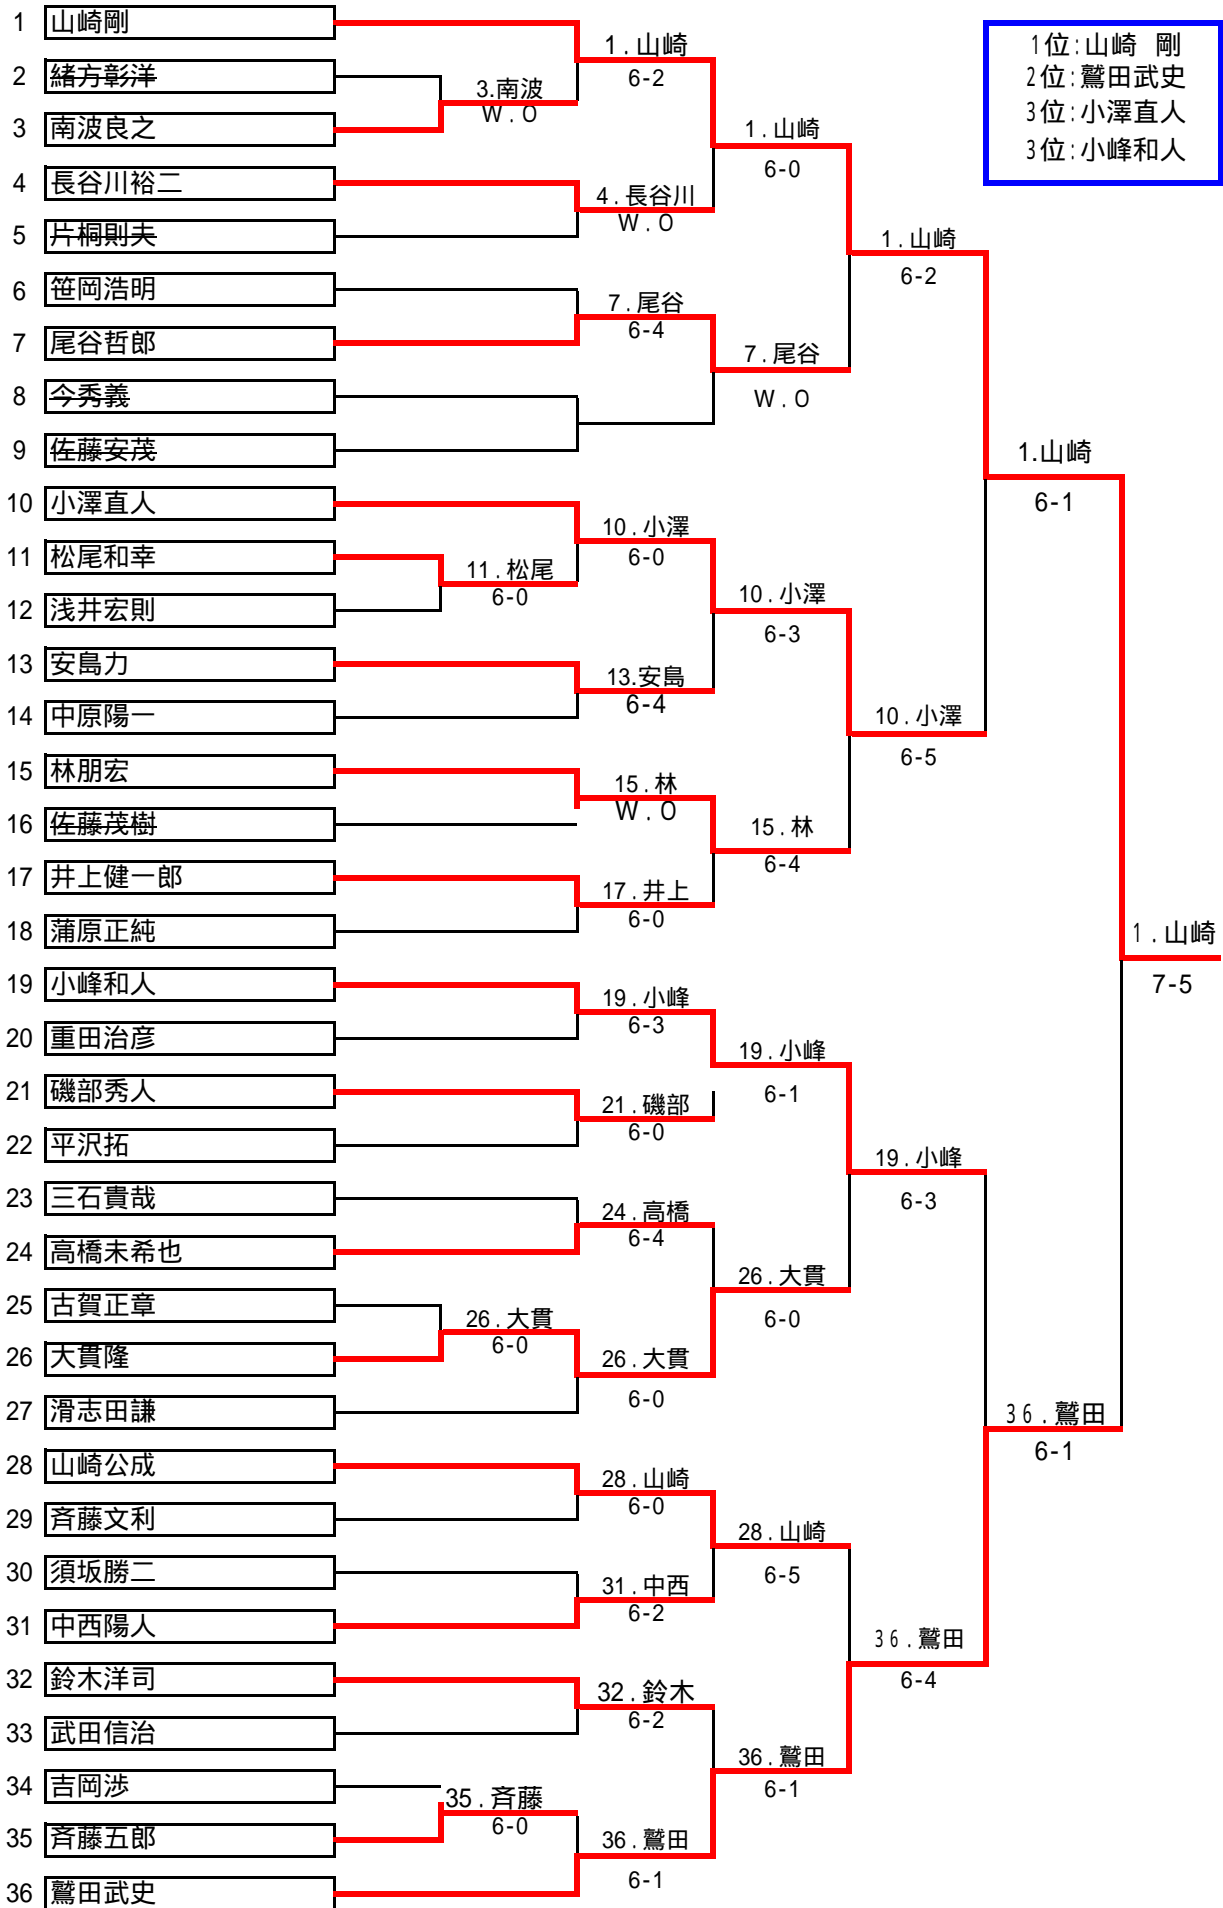 1 山崎剛
2 緒方彰洋
3 南波良之
4 長谷川裕二
5 片桐則夫
6 笹岡浩明
7 尾谷哲郎
8 今秀義
9 佐藤安茂
10 小澤直人
11 松尾和幸
12 浅井宏則
13 安島力
14 中原陽一
15 林朋宏
16 佐藤茂樹
17 井上健一郎
18 蒲原正純
19 小峰和人
20 重田治彦
21 磯部秀人
22 平沢拓
23 三石貴哉
24 高橋未希也
25 古賀正章
26 大貫隆
27 滑志田謙
28 山崎公成
29 斉藤文利
30 須坂勝二
31 中西陽人
32 鈴木洋司
33 武田信治
34 吉岡渉
35 斉藤五郎
36 鷲田武史
3.南波
W.O
11.松尾
6-0
26.大貫
6-0
35.斉藤
6-0
1.山崎
6-2
4.長谷川
W.O
7.尾谷
6-4
10.小澤
6-0
13.安島
6-4
15.林
W.O
17.井上
6-0
19.小峰
6-3
21.磯部
6-0
24.高橋
6-4
26.大貫
6-0
28.山崎
6-0
31.中西
6-2
32.鈴木
6-2
36.鷲田
6-1
1.山崎
6-0
7.尾谷
W.O
10.小澤
6-3
15.林
6-4
19.小峰
6-1
26.大貫
6-0
28.山崎
6-5
36.鷲田
6-1
1.山崎
6-2
10.小澤
6-5
19.小峰
6-3
36.鷲田
6-4
1.山崎
6-1
36.鷲田
6-1
1.山崎
7-5
1位:山崎 剛
2位:鷲田武史
3位:小澤直人
3位:小峰和人